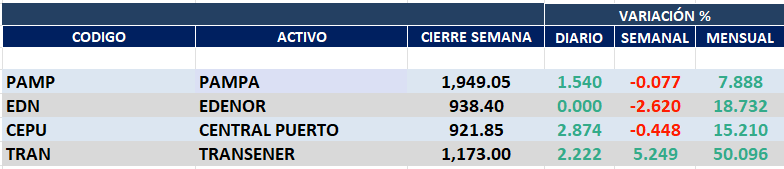 VARIACIÓN %
CODIGO ACTIVO CIERRE SEMANA DIARIO SEMANAL MENSUAL
PAMP PAMPA 1,949.05 1.540 -0.077 7.888
EDN EDENOR 938.40 0.000 -2.620 18.732
CEPU CENTRAL PUERTO 921.85 2.874 -0.448 15.210
TRAN TRANSENER 1,173.00 2.222 5.249 50.096